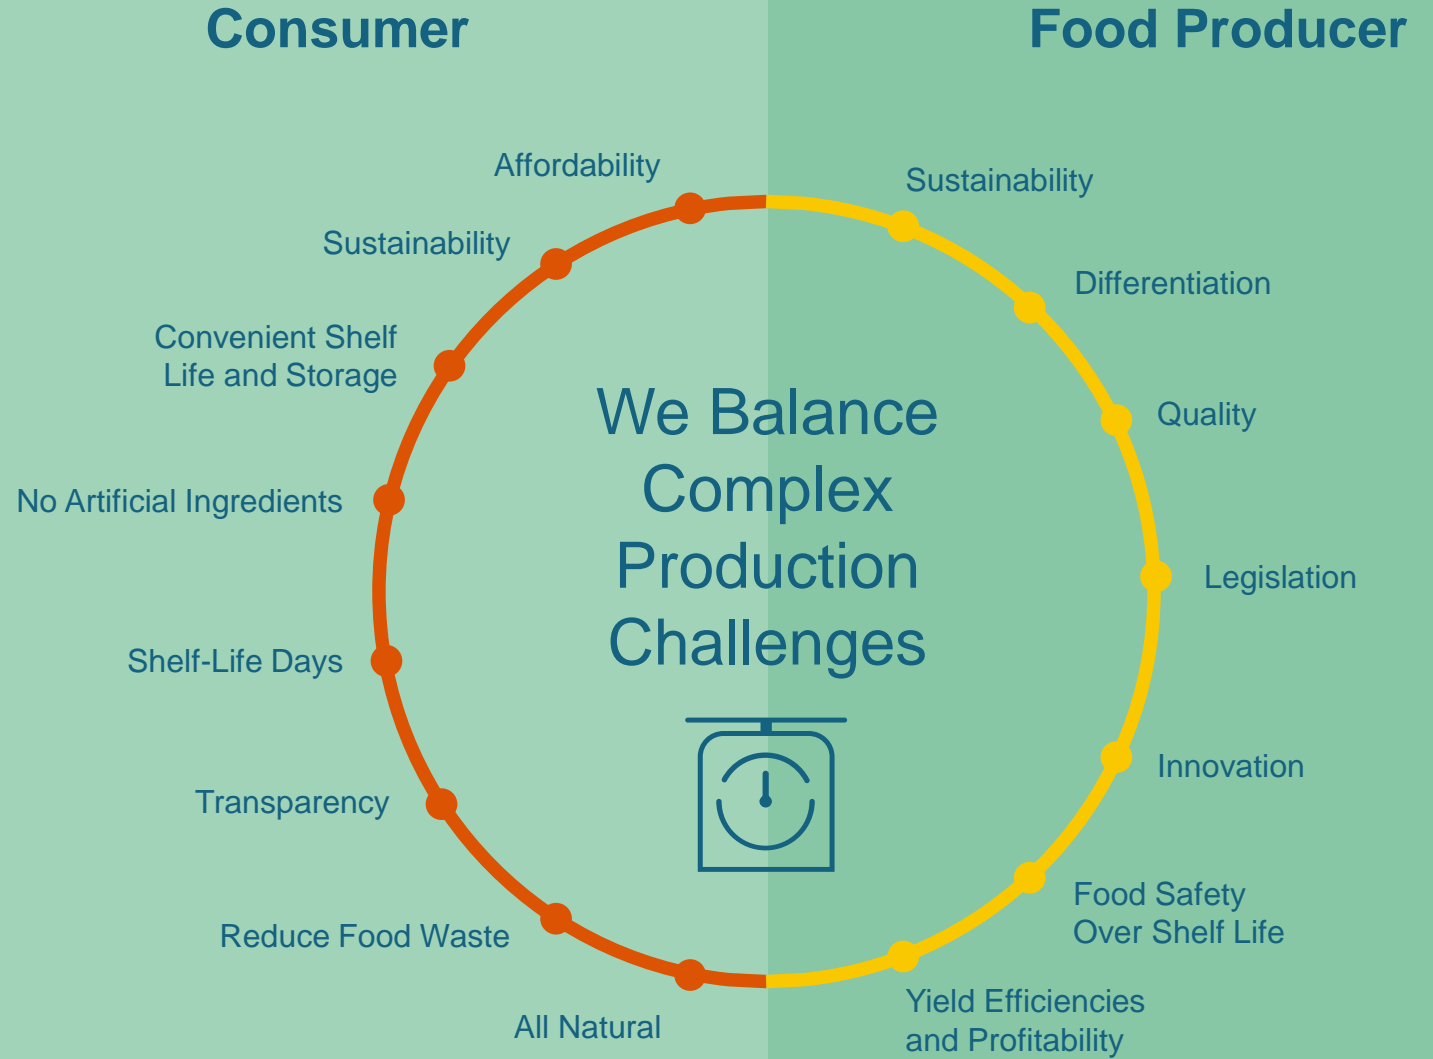 Consumer
Food Producer
Affordability
Sustainability
Convenient Shelf
Life and Storage
No Artificial Ingredients
Shelf-Life Days
Transparency
Reduce Food Waste
All Natural
We Balance
Complex
Production
Challenges
Sustainability
Differentiation
Quality
Legislation
Innovation
Food Safety
Over Shelf Life
Yield Efficiencies
and Profitability